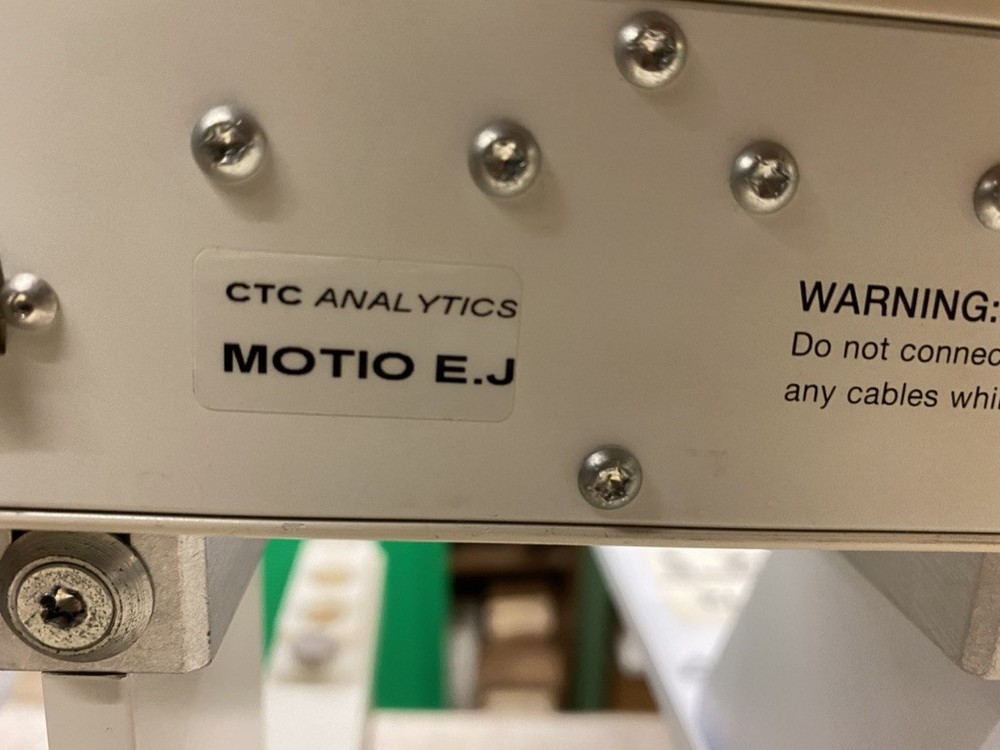 CTC ANALYTICS
MOTIO E.J
WARNING:
Do not connec
any cables whi